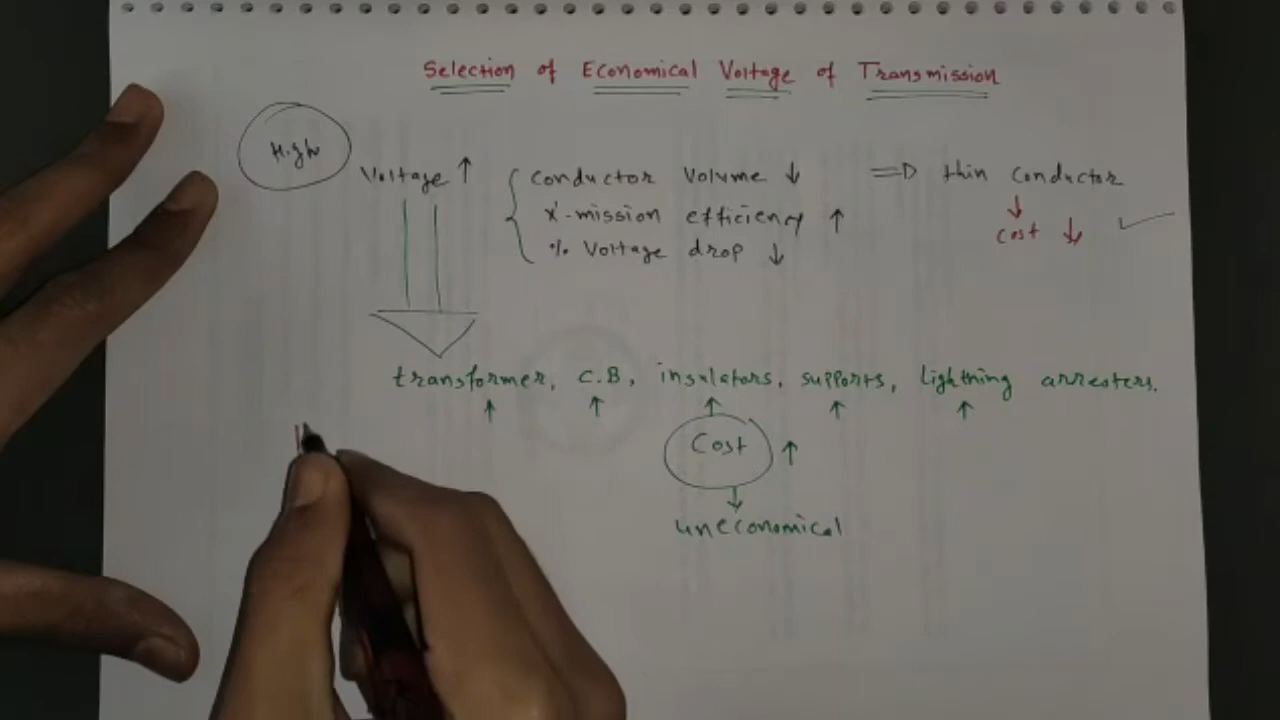 Selection of Economical Voltage of Transmission
High
Voltage ↑
Conductor Volume ↓ ⇒ thin conductor
x'-mission efficiency ↑
↓
cost ↓ ✓
% Voltage drop ↓
transformer, C.B, insulators, supports, lightning arresters.
↑ ↑ ↑ ↑ ↑
Cost ↑
↓
uneconomical